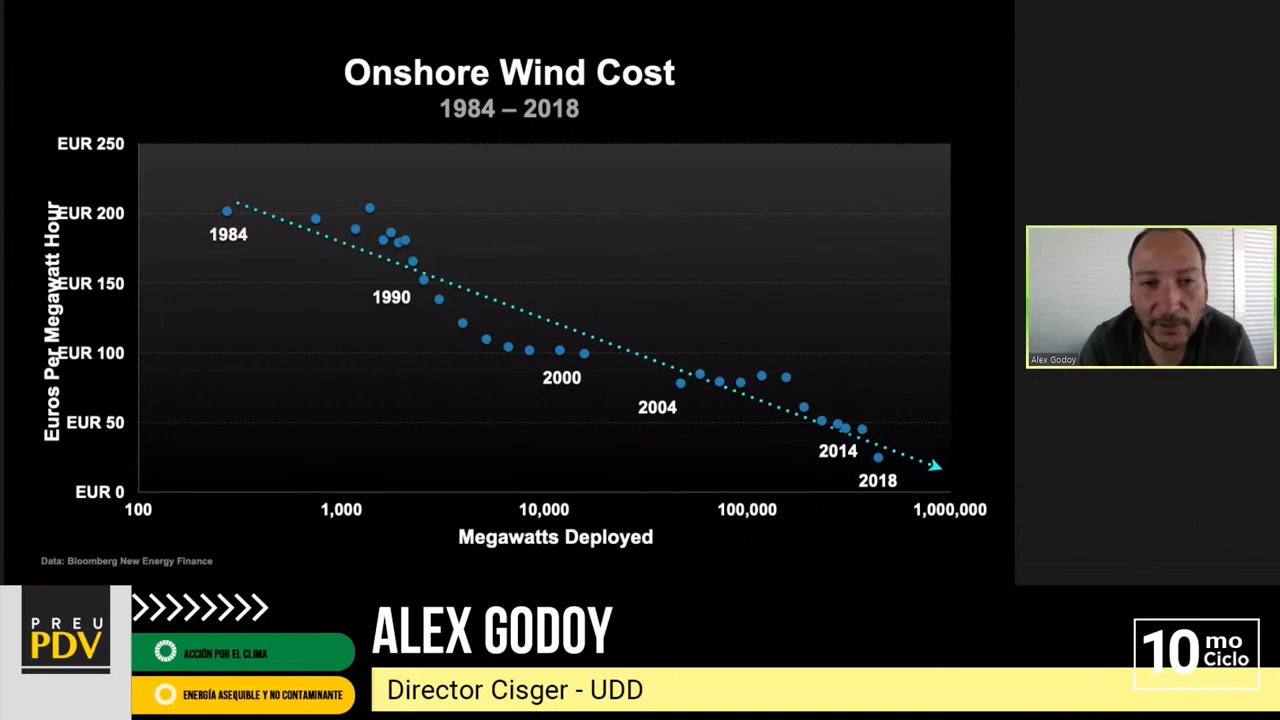 Onshore Wind Cost
1984 – 2018
EUR 250
EUR 200
EUR 150
EUR 100
EUR 50
EUR 0
Euros Per Megawatt Hour
1984
1990
2000
2004
2014
2018
100
1,000
10,000
100,000
1,000,000
Megawatts Deployed
Data: Bloomberg New Energy Finance
Alex Godoy
PREU
PDV
ACCIÓN POR EL CLIMA
ENERGÍA ASEQUIBLE Y NO CONTAMINANTE
ALEX GODOY
Director Cisger - UDD
10 mo
Ciclo